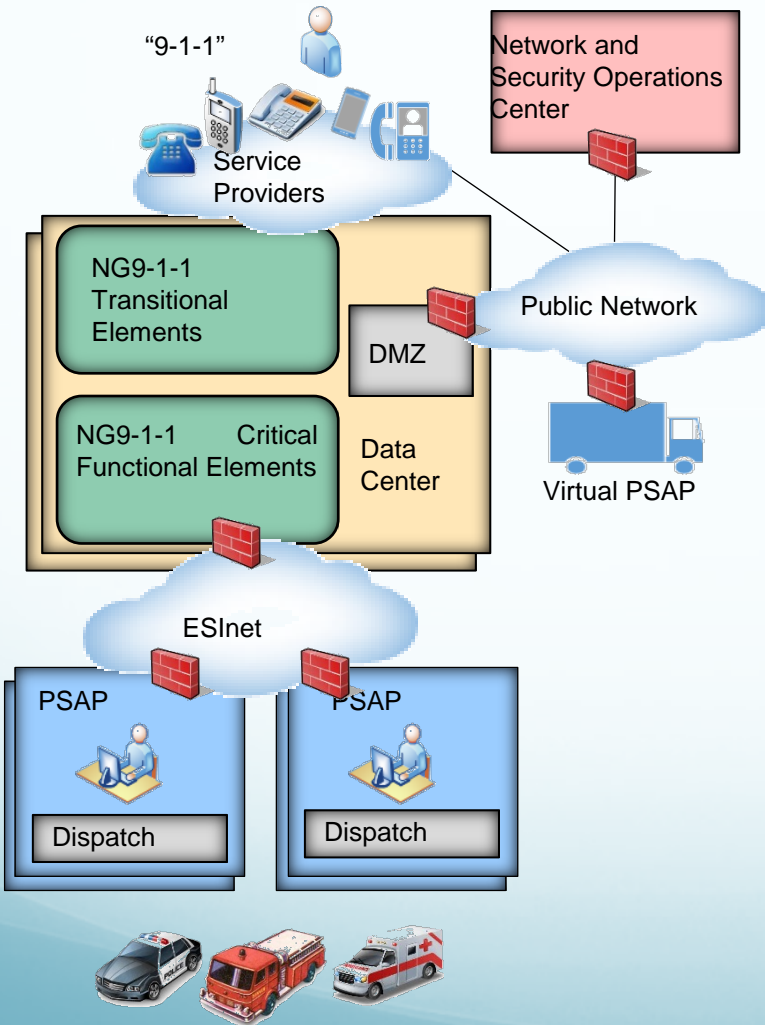 “9-1-1”
Network and
Security Operations
Center
Service
Providers
NG9-1-1
Transitional
Elements
Public Network
DMZ
NG9-1-1 Critical
Functional Elements
Data
Center
Virtual PSAP
ESInet
PSAP
PSAP
Dispatch
Dispatch
POLICE